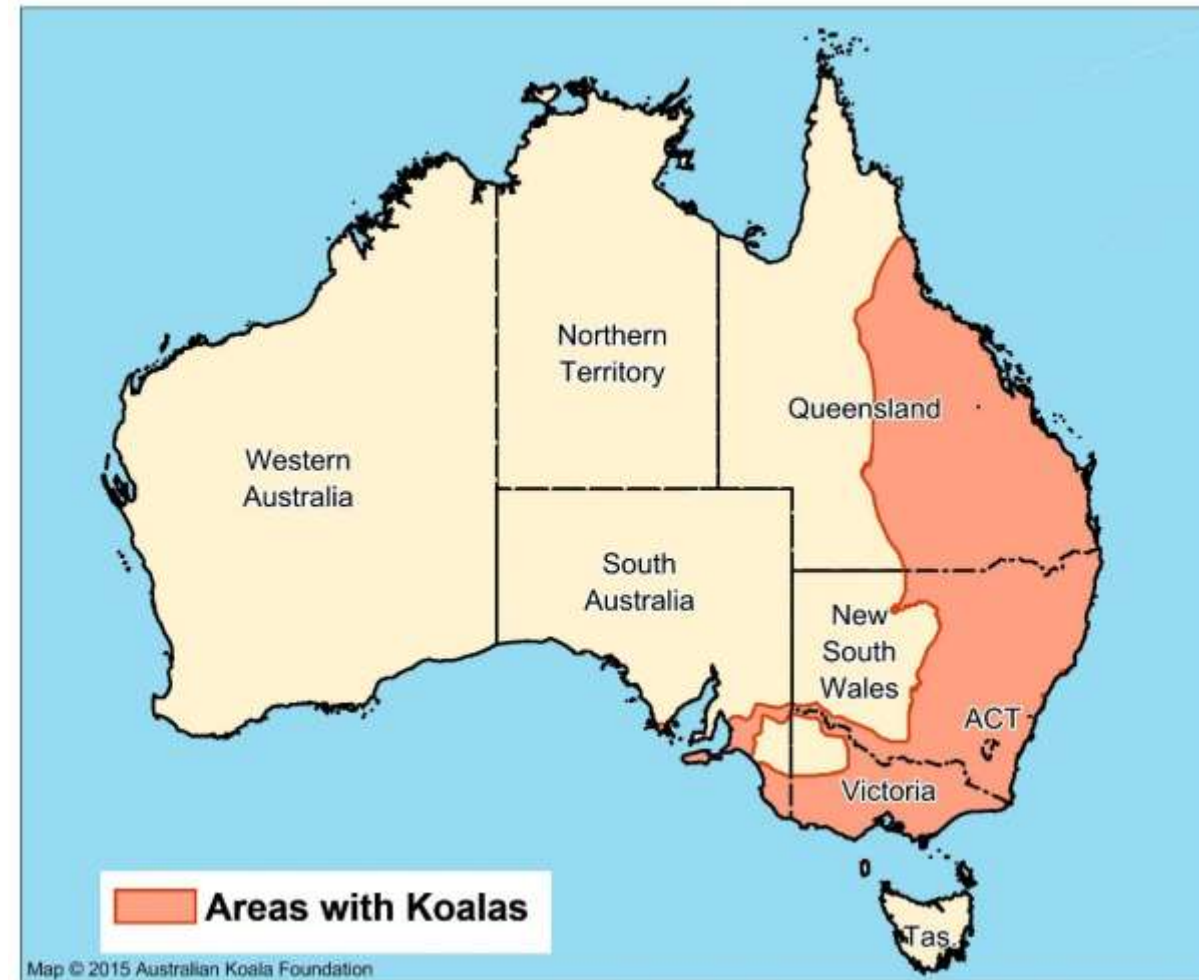 Northern
Territory
Queensland
Western
Australia
South
Australia
New
South
Wales
ACT
Victoria
Areas with Koalas
Tas.
Map © 2015 Australian Koala Foundation